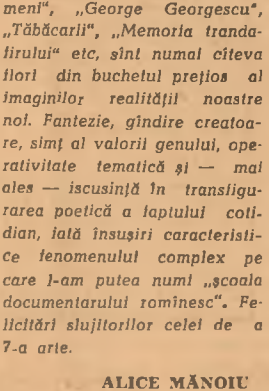 meni“, „George Georgescu“,
„Tăbăcarii“, „Memoria tranda-
firului“ etc, sînt numai cîteva
flori din buchetul prețios al
imaginilor realității noastre
noi. Fantezie, gîndire creatoa-
re, simț al valorii genului, ope-
rativitate tematică și — mai
ales — iscusință în transfigu-
rarea poetică a faptului coti-
dian, iată însușiri caracteristi-
ce fenomenului complex pe
care l-am putea numi „școala
documentarului romînesc“. Fe-
licitări slujitorilor celei de a
7-a arte.
ALICE MĂNOIU